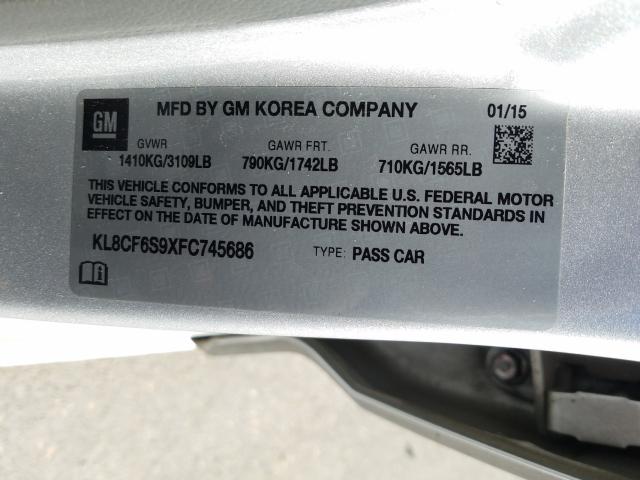 GM
MFD BY GM KOREA COMPANY 01/15
GVWR GAWR FRT. GAWR RR.
1410KG/3109LB 790KG/1742LB 710KG/1565LB
THIS VEHICLE CONFORMS TO ALL APPLICABLE U.S. FEDERAL MOTOR
VEHICLE SAFETY, BUMPER, AND THEFT PREVENTION STANDARDS IN
EFFECT ON THE DATE OF MANUFACTURE SHOWN ABOVE.
KL8CF6S9XFC745686 TYPE: PASS CAR